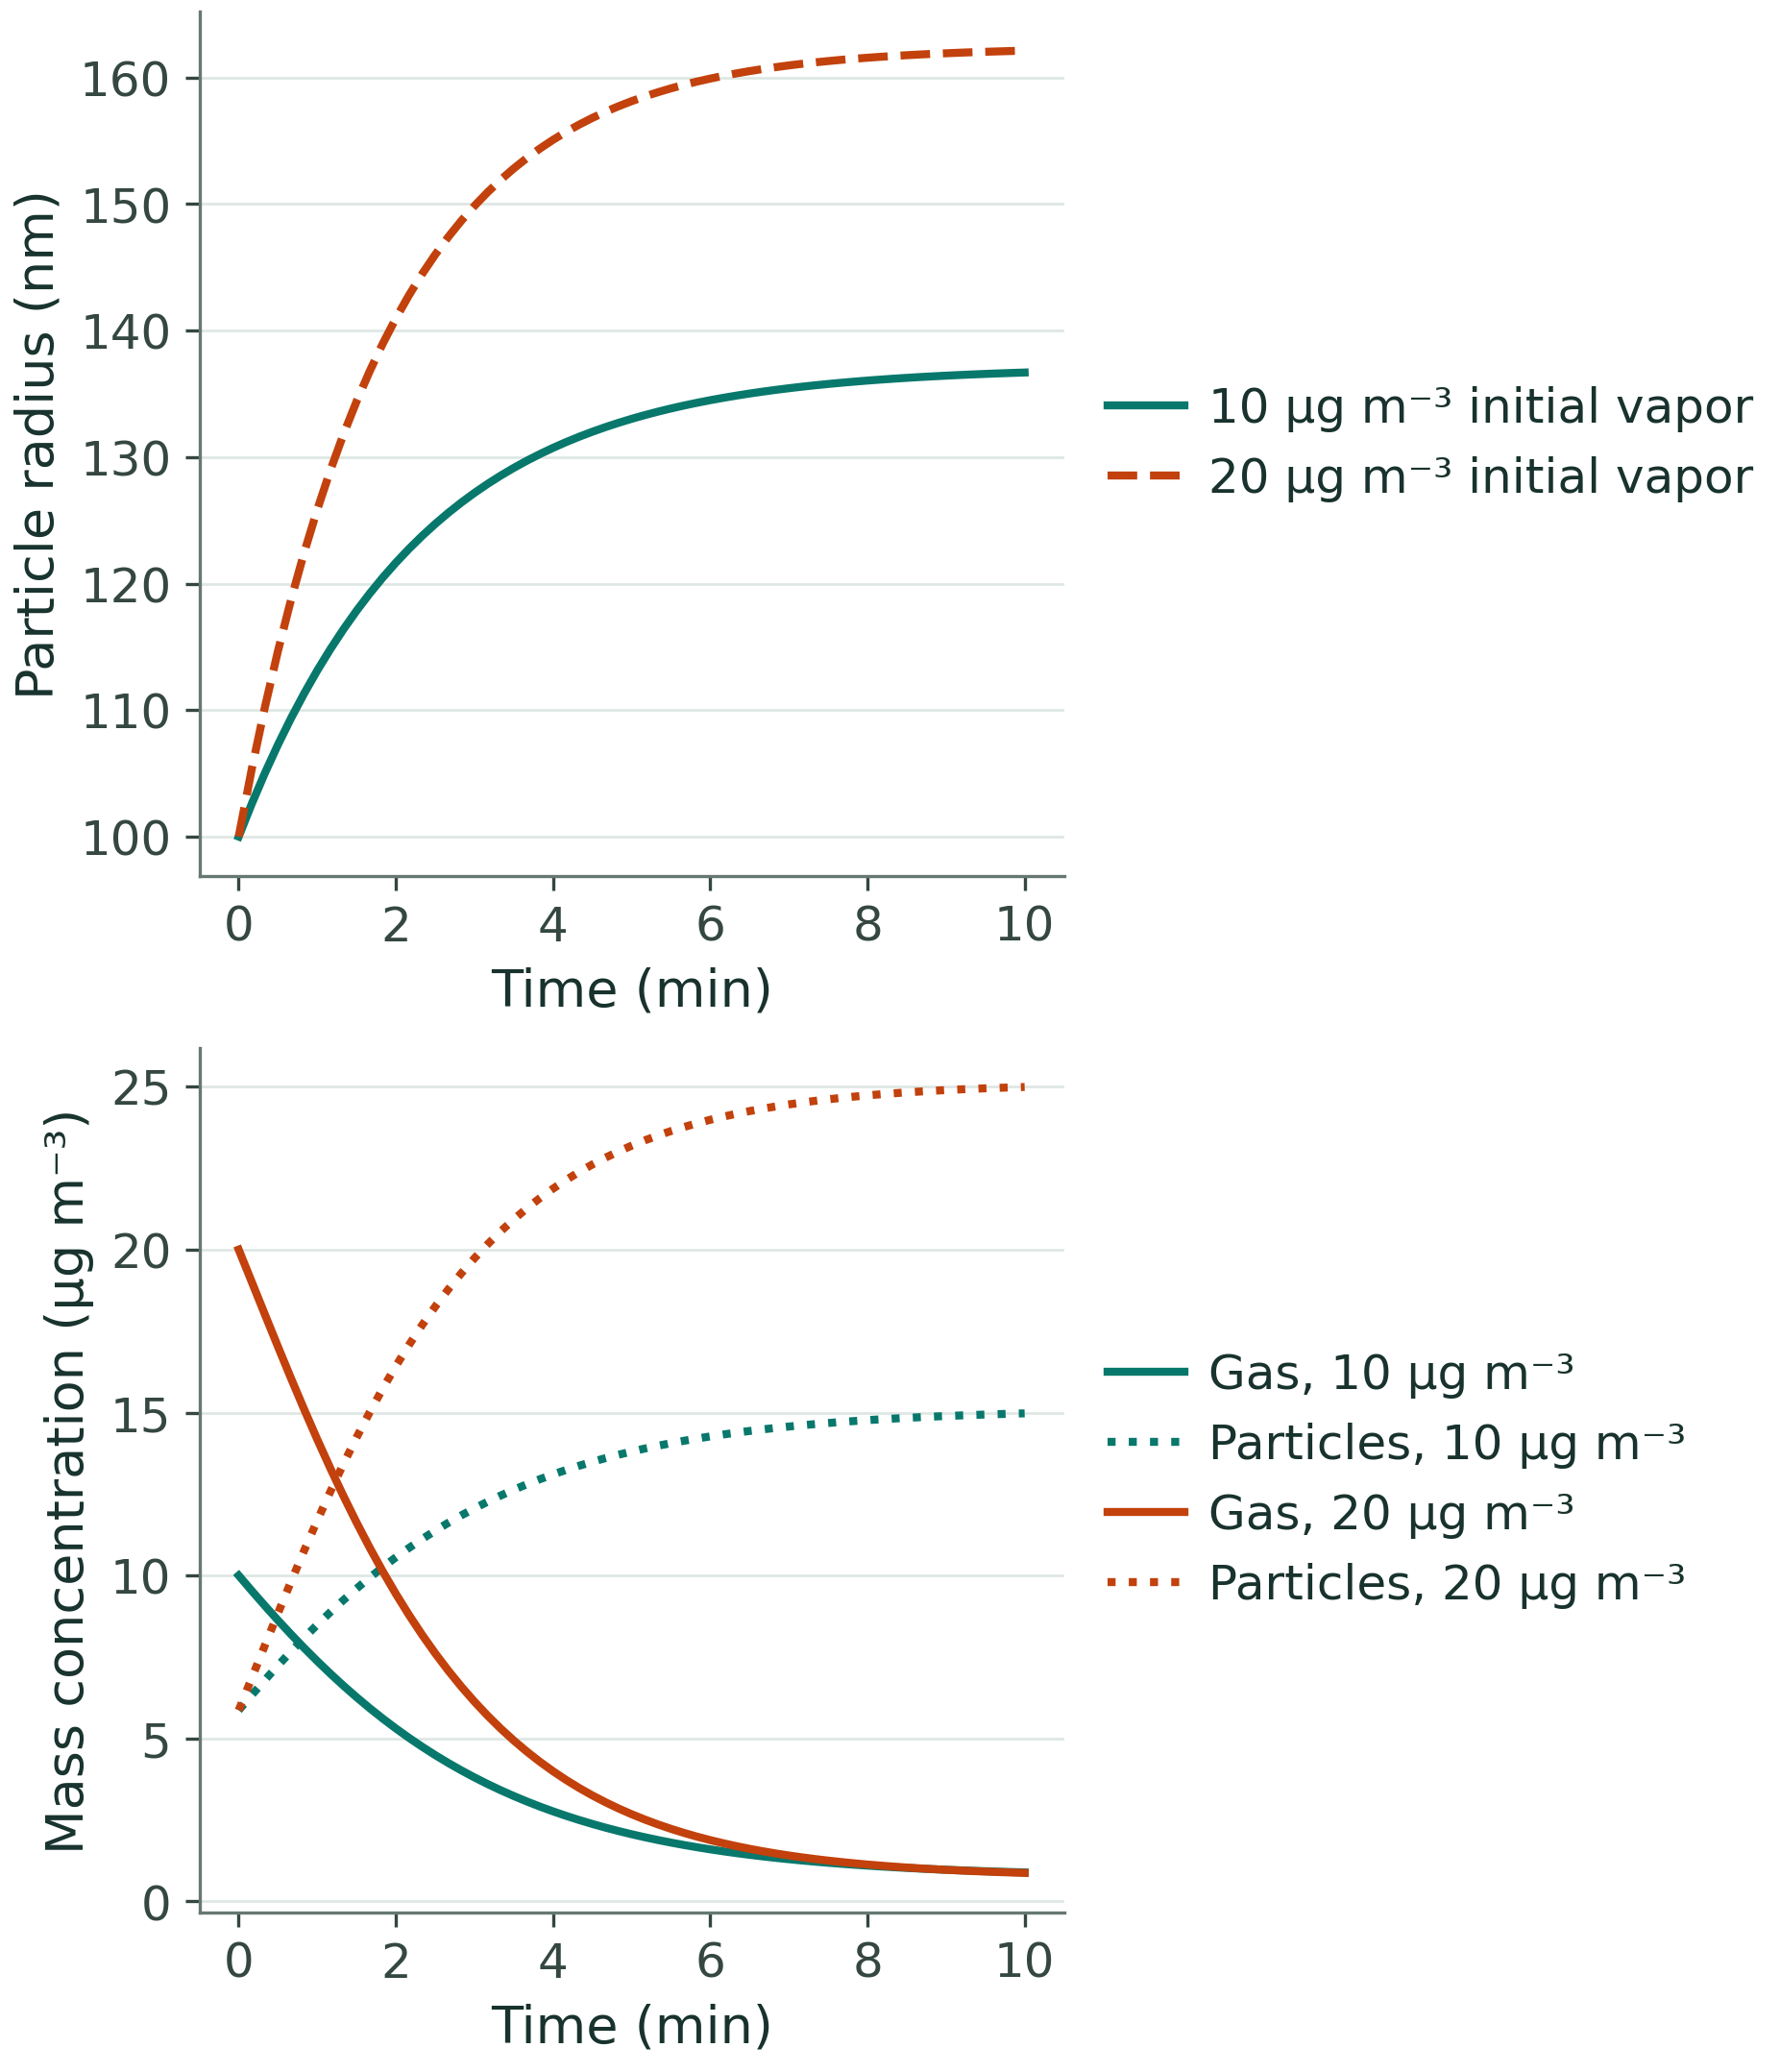 Particle radius (nm)
160
150
140
130
120
110
100
0 2 4 6 8 10
Time (min)
10 µg m⁻³ initial vapor
20 µg m⁻³ initial vapor
Mass concentration (µg m⁻³)
25
20
15
10
5
0
0 2 4 6 8 10
Time (min)
Gas, 10 µg m⁻³
Particles, 10 µg m⁻³
Gas, 20 µg m⁻³
Particles, 20 µg m⁻³